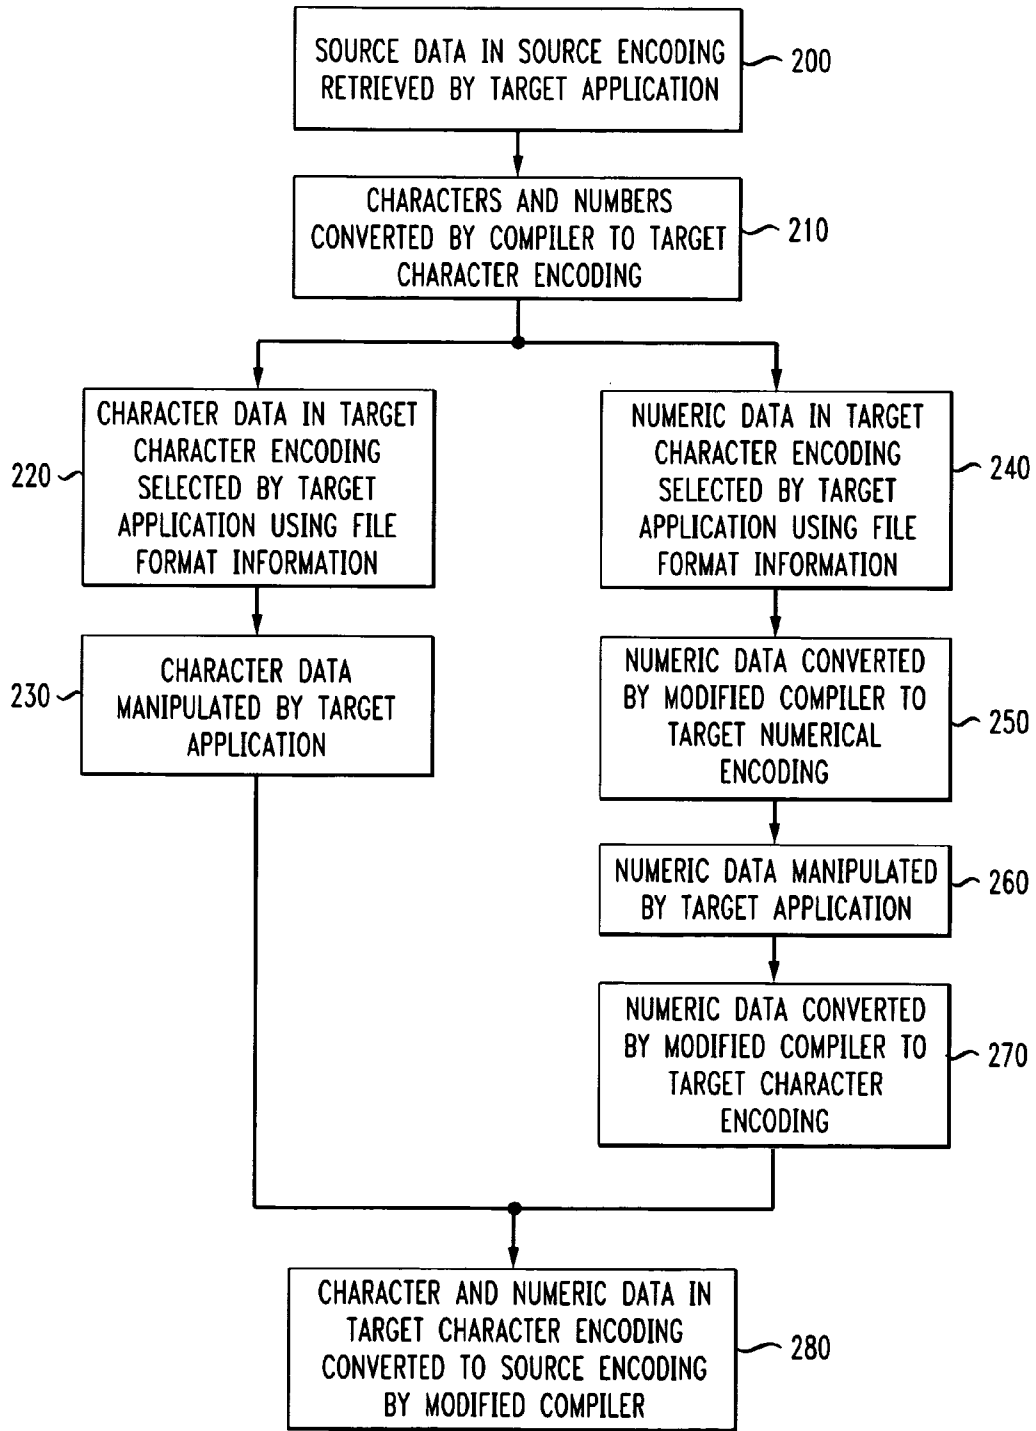 SOURCE DATA IN SOURCE ENCODING
RETRIEVED BY TARGET APPLICATION
200
CHARACTERS AND NUMBERS
CONVERTED BY COMPILER TO TARGET
CHARACTER ENCODING
210
CHARACTER DATA IN TARGET
CHARACTER ENCODING
SELECTED BY TARGET
APPLICATION USING FILE
FORMAT INFORMATION
220
NUMERIC DATA IN TARGET
CHARACTER ENCODING
SELECTED BY TARGET
APPLICATION USING FILE
FORMAT INFORMATION
240
CHARACTER DATA
MANIPULATED BY TARGET
APPLICATION
230
NUMERIC DATA CONVERTED
BY MODIFIED COMPILER TO
TARGET NUMERICAL
ENCODING
250
NUMERIC DATA MANIPULATED
BY TARGET APPLICATION
260
NUMERIC DATA CONVERTED
BY MODIFIED COMPILER TO
TARGET CHARACTER
ENCODING
270
CHARACTER AND NUMERIC DATA IN
TARGET CHARACTER ENCODING
CONVERTED TO SOURCE ENCODING
BY MODIFIED COMPILER
280